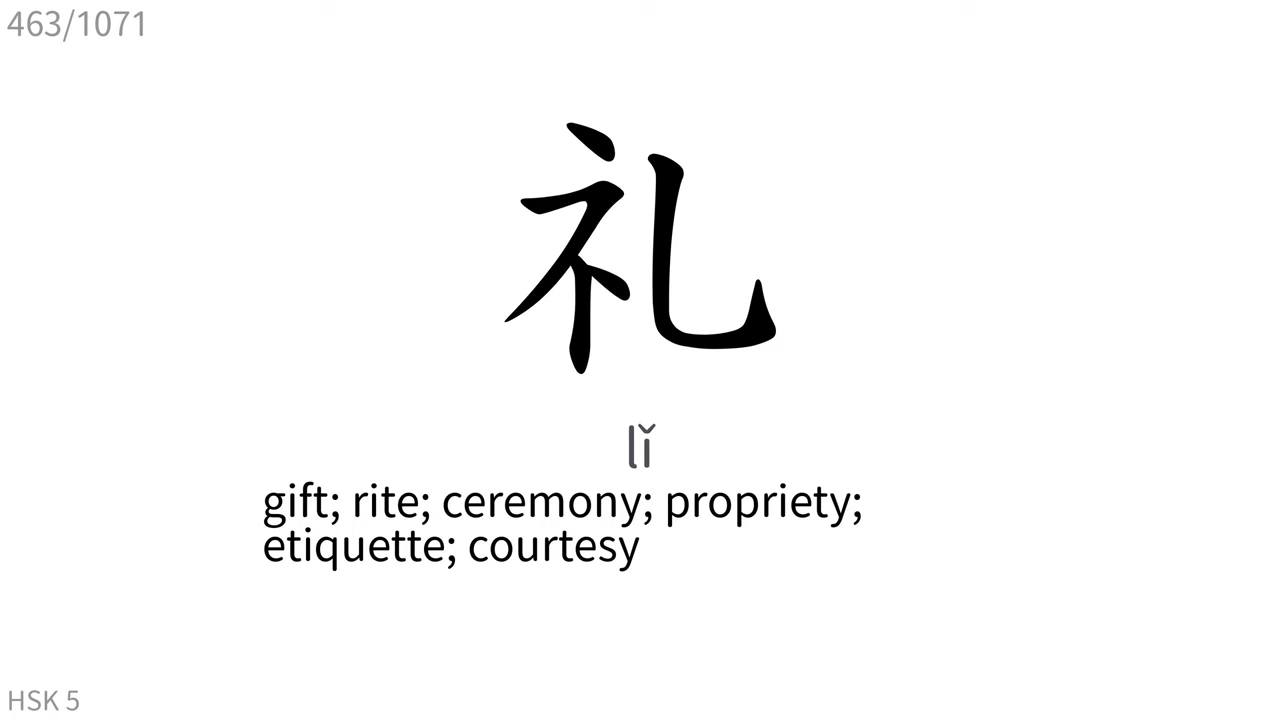 463/1071
礼
lǐ
gift; rite; ceremony; propriety;
etiquette; courtesy
HSK 5